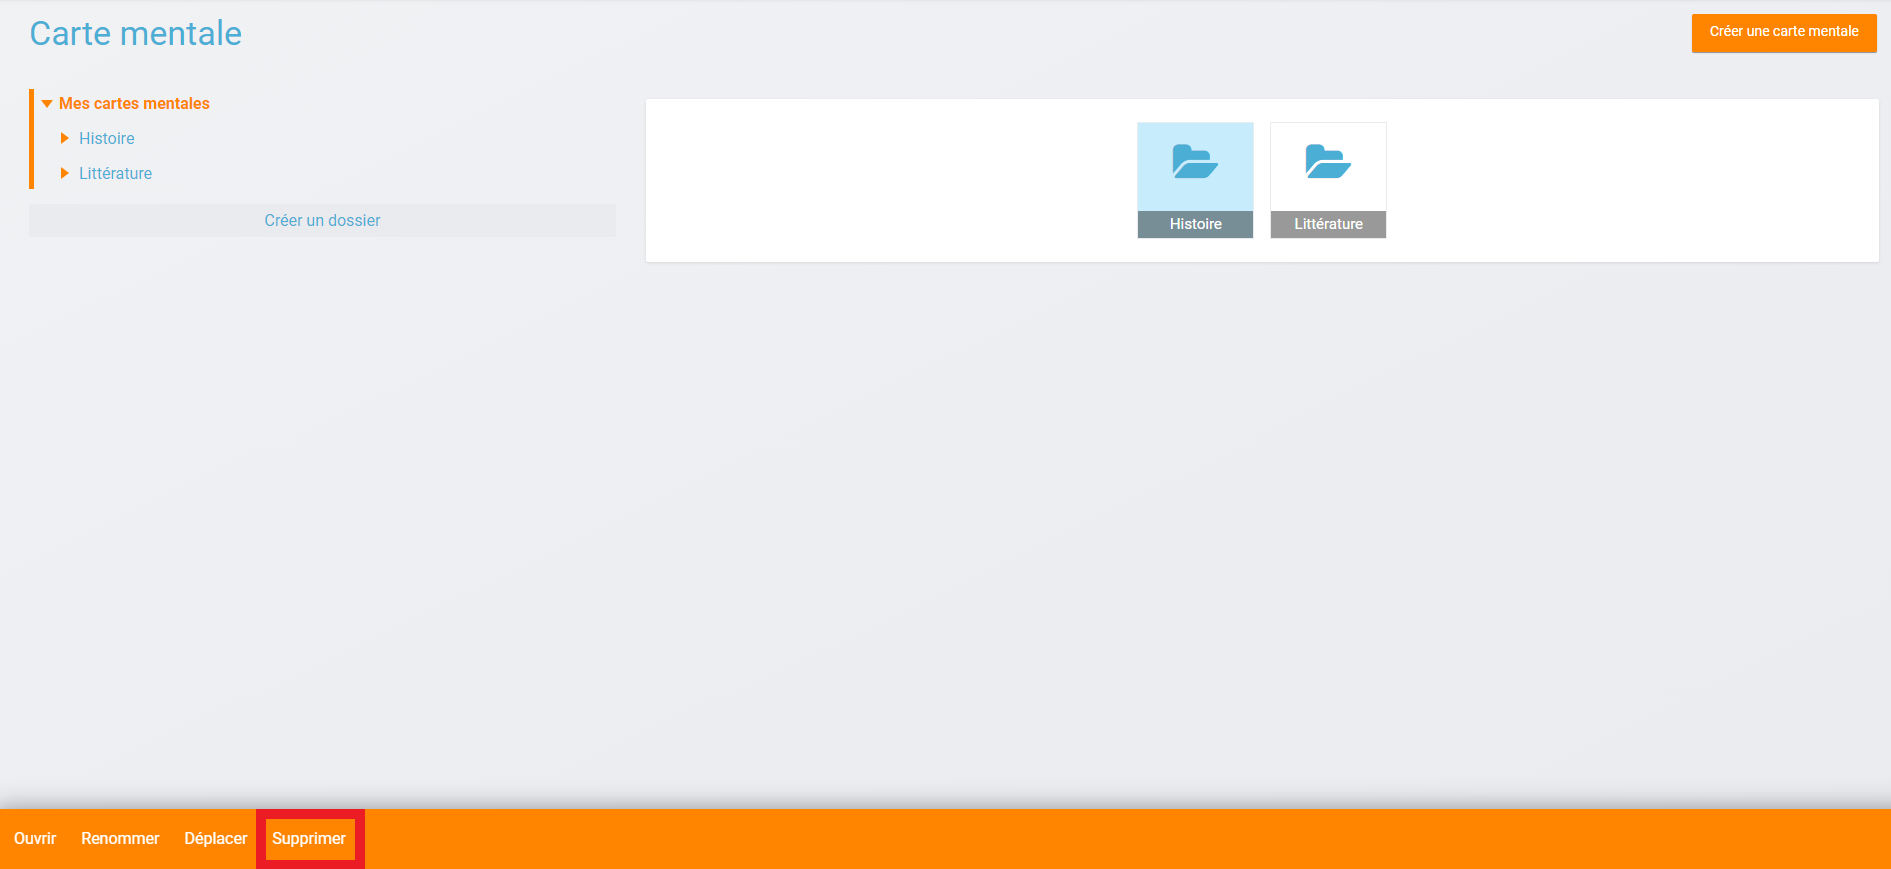 Carte mentale
Créer une carte mentale
Mes cartes mentales
Histoire
Littérature
Créer un dossier
Histoire
Littérature
Ouvrir
Renommer
Déplacer
Supprimer